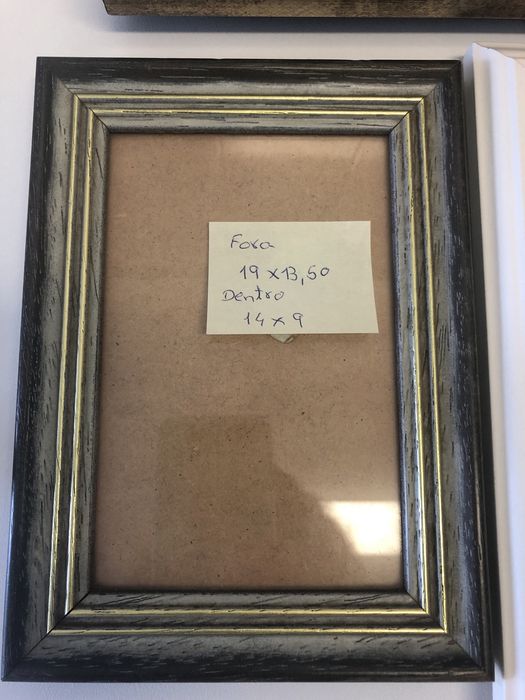 Fora
19 x 13,50
Dentro
14 x 9